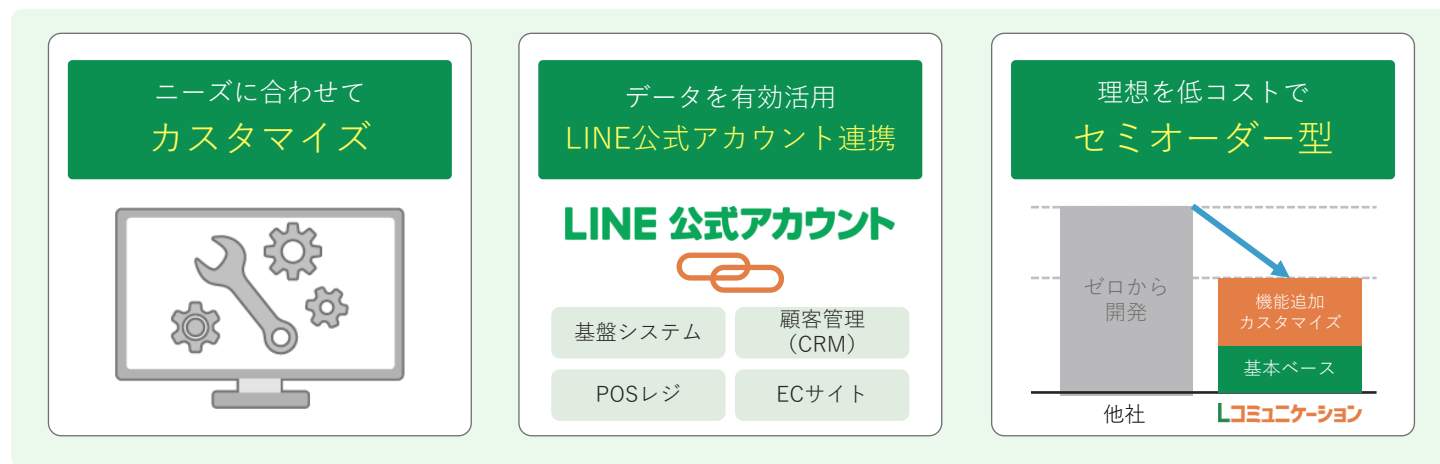 ニーズに合わせて
カスタマイズ
データを有効活用
LINE公式アカウント連携
LINE 公式アカウント
基盤システム
顧客管理
（CRM）
POSレジ
ECサイト
理想を低コストで
セミオーダー型
ゼロから
開発
機能追加
カスタマイズ
基本ベース
他社
Lコミュニケーション